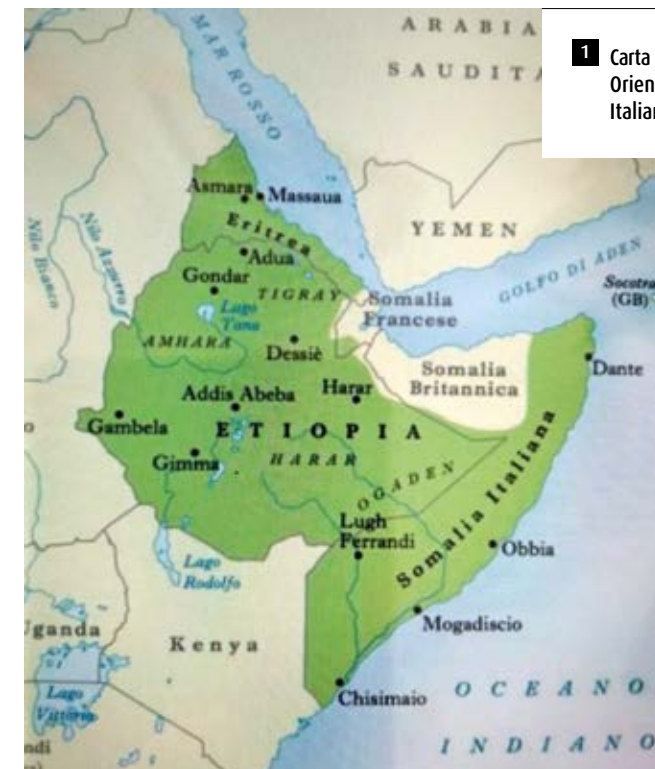 ARABIA
SAUDITA
1 Carta
Orien
Italian
MAR ROSSO
Asmara
Massaua
Eritrea
YEMEN
Nilo Bianco
Nilo Azzurro
Adua
GOLFO DI ADEN
Gondar
TIGRAY
Socotra
(GB)
Somalia
Francese
Lago
Tana
AMHARA
Dessiè
Somalia
Britannica
Dante
Addis Abeba
Harar
Gambela
ETIOPIA
Gimma
HARAR
OGADEN
Somalia Italiana
Lugh
Ferrandi
Obbia
Lago
Rodolfo
Mogadiscio
Uganda
Kenya
Chisimaio
Lago
Vittoria
OCEANO
INDIANO
ndi